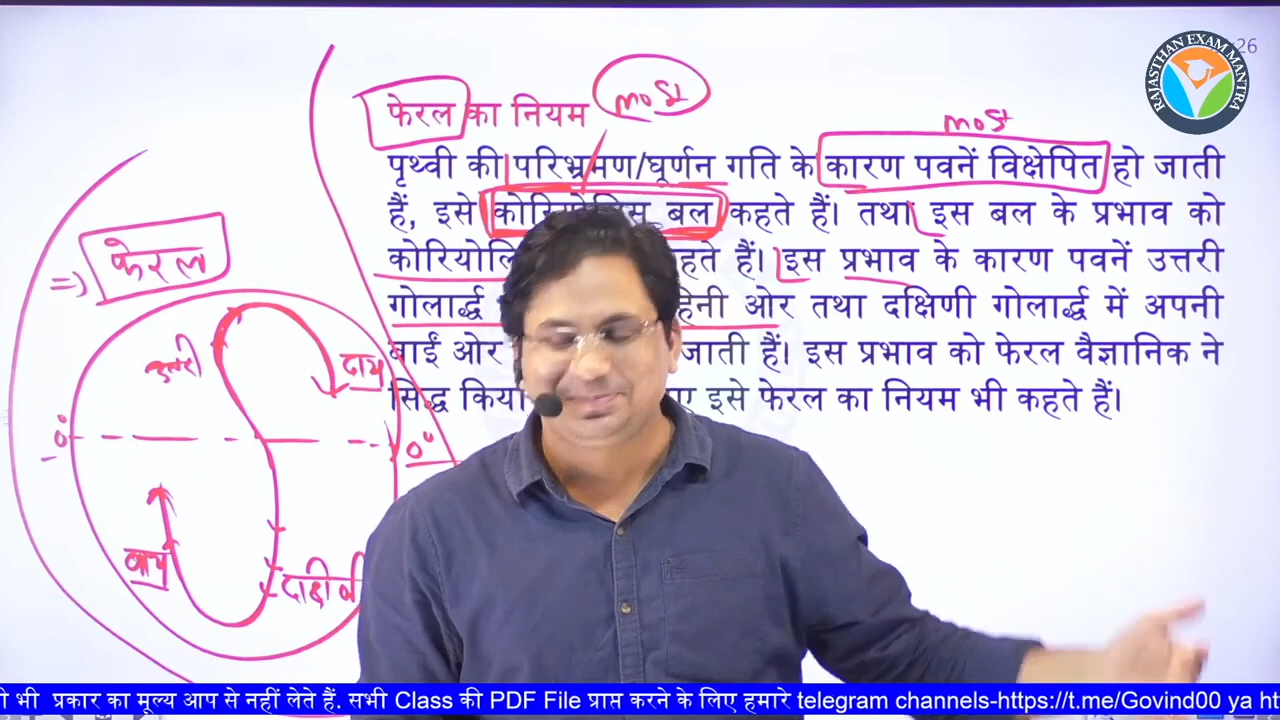 26
RAJASTHAN EXAM MANTRA
फेरल का नियम
most
most
पृथ्वी की परिभ्रमण/घूर्णन गति के कारण पवनें विक्षेपित हो जाती
हैं, इसे कोरियोलिस बल कहते हैं। तथा इस बल के प्रभाव को
हते हैं। इस प्रभाव के कारण पवनें उत्तरी
गोलार्द्ध ओर तथा दक्षिणी गोलार्द्ध में अपनी
बाईं ओर जाती हैं। इस प्रभाव को फेरल वैज्ञानिक ने
सिद्ध इसे फेरल का नियम भी कहते हैं।
⇒ फेरल
उत्तरी
दाय
0°
0°
बाय
भी प्रकार का मूल्य आप से नहीं लेते हैं. सभी Class की PDF File प्राप्त करने के लिए हमारे telegram channels-https://t.me/Govind00 ya ht